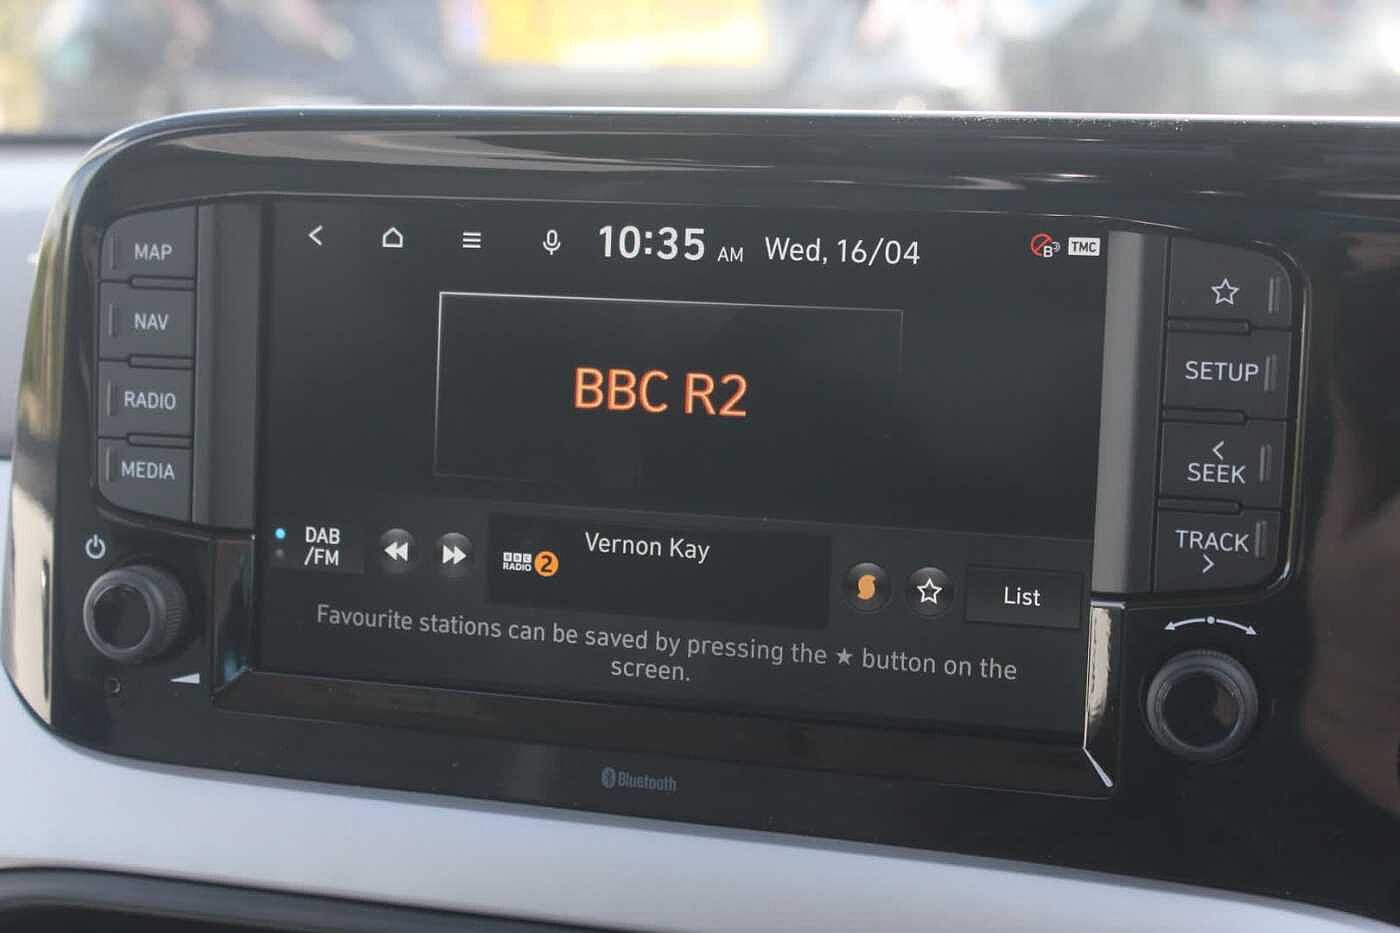 10:35 AM Wed, 16/04
B
TMC
MAP
NAV
RADIO
MEDIA
BBC R2
SETUP
< SEEK
TRACK >
DAB
/FM
BBC
RADIO 2
Vernon Kay
List
Favourite stations can be saved by pressing the ★ button on the
screen.
Bluetooth